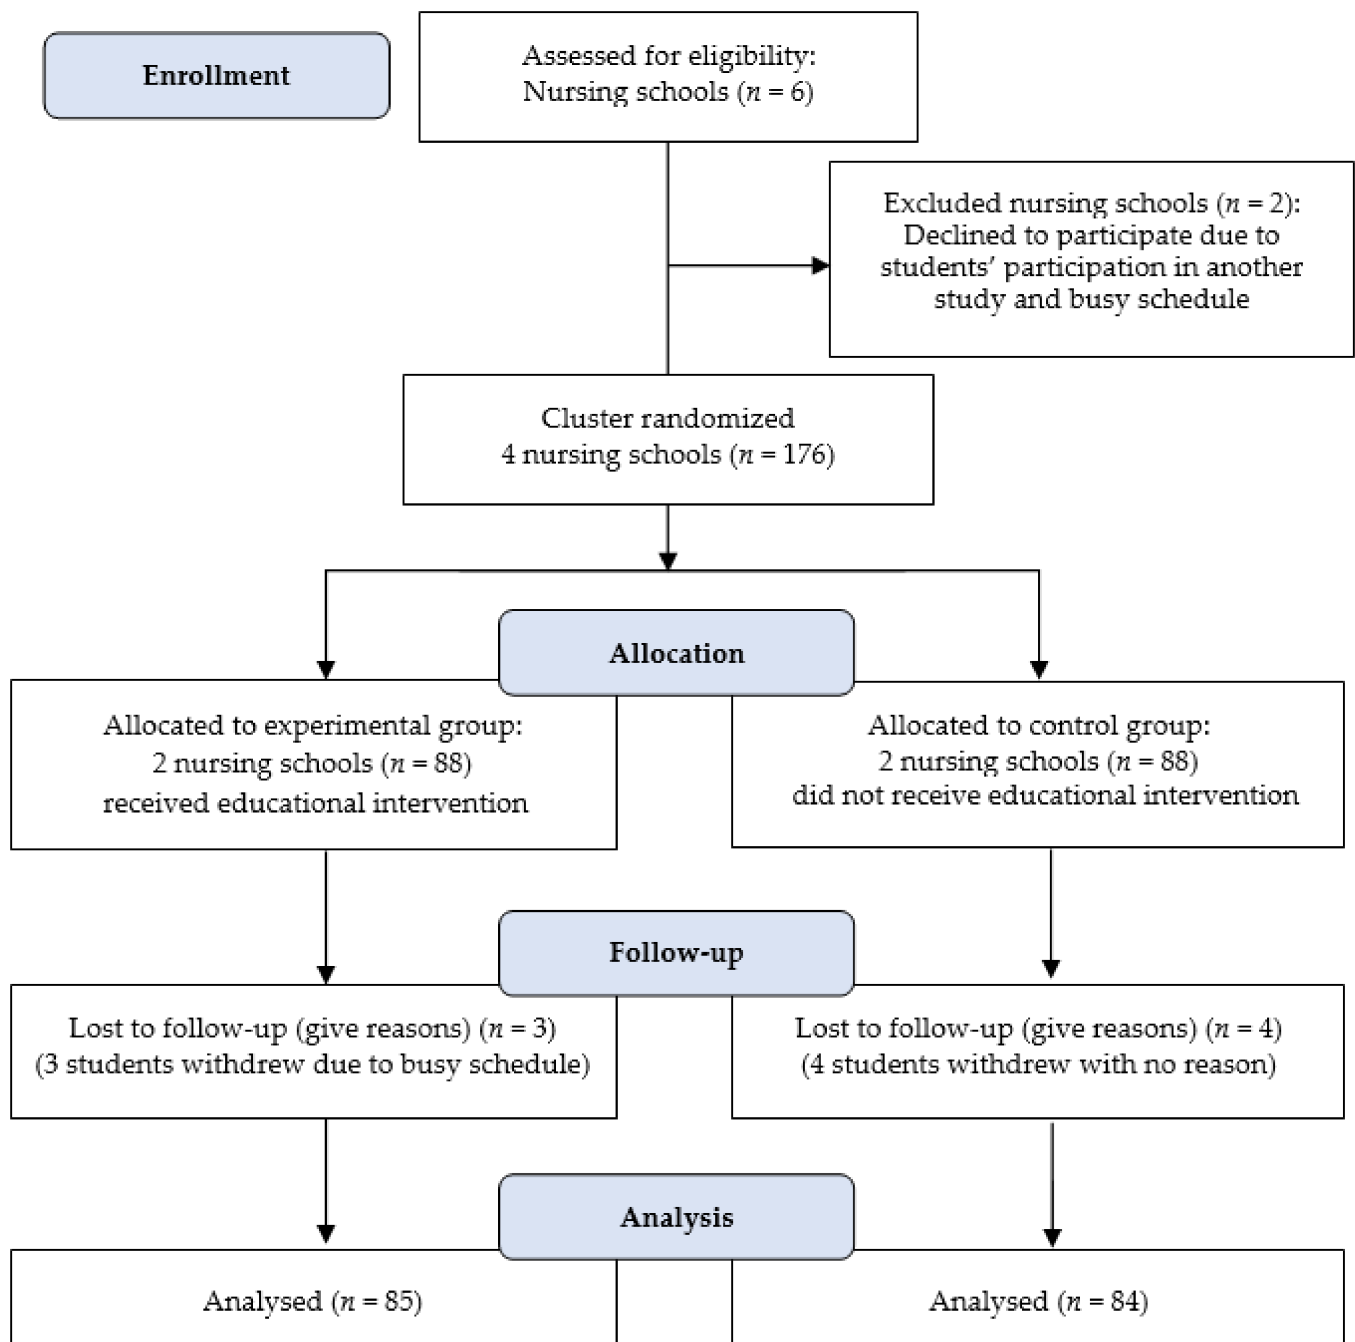 Enrollment
Assessed for eligibility:
Nursing schools (n = 6)
Excluded nursing schools (n = 2):
Declined to participate due to
students’ participation in another
study and busy schedule
Cluster randomized
4 nursing schools (n = 176)
Allocation
Allocated to experimental group:
2 nursing schools (n = 88)
received educational intervention
Allocated to control group:
2 nursing schools (n = 88)
did not receive educational intervention
Follow-up
Lost to follow-up (give reasons) (n = 3)
(3 students withdrew due to busy schedule)
Lost to follow-up (give reasons) (n = 4)
(4 students withdrew with no reason)
Analysis
Analysed (n = 85)
Analysed (n = 84)